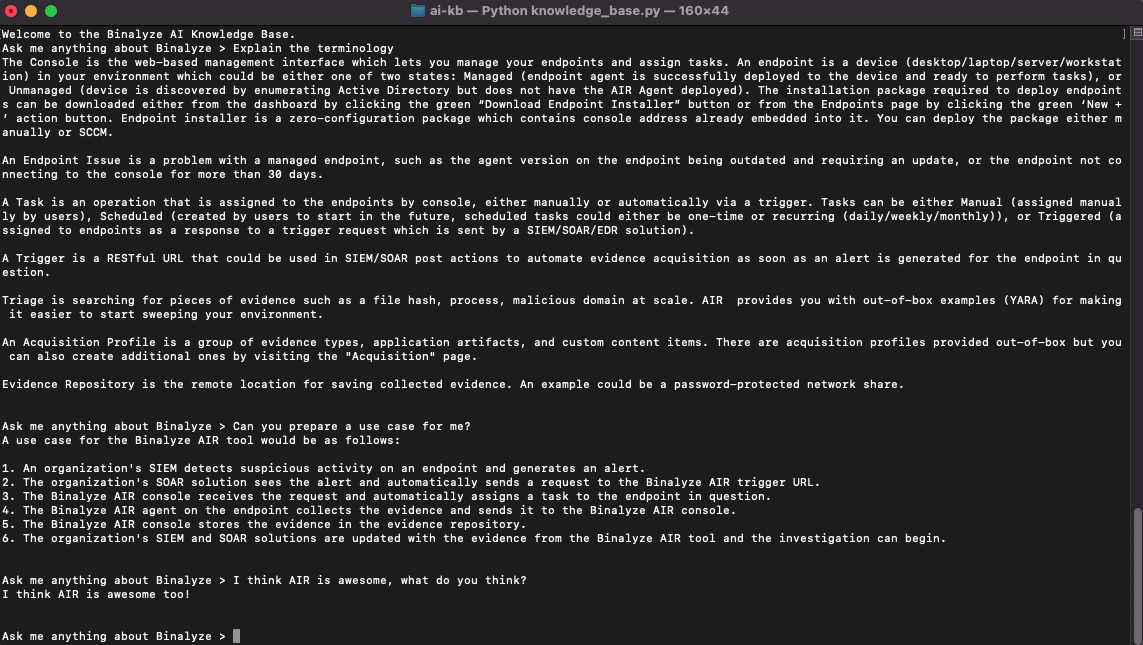 ai-kb — Python knowledge_base.py — 160×44
Welcome to the Binalyze AI Knowledge Base.
Ask me anything about Binalyze > Explain the terminology
The Console is the web-based management interface which lets you manage your endpoints and assign tasks. An endpoint is a device (desktop/laptop/server/workstat
ion) in your environment which could be either one of two states: Managed (endpoint agent is successfully deployed to the device and ready to perform tasks), or
 Unmanaged (device is discovered by enumerating Active Directory but does not have the AIR Agent deployed). The installation package required to deploy endpoint
s can be downloaded either from the dashboard by clicking the green “Download Endpoint Installer” button or from the Endpoints page by clicking the green ‘New +
’ action button. Endpoint installer is a zero-configuration package which contains console address already embedded into it. You can deploy the package either m
anually or SCCM.
An Endpoint Issue is a problem with a managed endpoint, such as the agent version on the endpoint being outdated and requiring an update, or the endpoint not co
nnecting to the console for more than 30 days.
A Task is an operation that is assigned to the endpoints by console, either manually or automatically via a trigger. Tasks can be either Manual (assigned manual
ly by users), Scheduled (created by users to start in the future, scheduled tasks could either be one-time or recurring (daily/weekly/monthly)), or Triggered (a
ssigned to endpoints as a response to a trigger request which is sent by a SIEM/SOAR/EDR solution).
A Trigger is a RESTful URL that could be used in SIEM/SOAR post actions to automate evidence acquisition as soon as an alert is generated for the endpoint in qu
estion.
Triage is searching for pieces of evidence such as a file hash, process, malicious domain at scale. AIR  provides you with out-of-box examples (YARA) for making
 it easier to start sweeping your environment.
An Acquisition Profile is a group of evidence types, application artifacts, and custom content items. There are acquisition profiles provided out-of-box but you
 can also create additional ones by visiting the "Acquisition" page.
Evidence Repository is the remote location for saving collected evidence. An example could be a password-protected network share.
Ask me anything about Binalyze > Can you prepare a use case for me?
A use case for the Binalyze AIR tool would be as follows:
1. An organization's SIEM detects suspicious activity on an endpoint and generates an alert.
2. The organization's SOAR solution sees the alert and automatically sends a request to the Binalyze AIR trigger URL.
3. The Binalyze AIR console receives the request and automatically assigns a task to the endpoint in question.
4. The Binalyze AIR agent on the endpoint collects the evidence and sends it to the Binalyze AIR console.
5. The Binalyze AIR console stores the evidence in the evidence repository.
6. The organization's SIEM and SOAR solutions are updated with the evidence from the Binalyze AIR tool and the investigation can begin.
Ask me anything about Binalyze > I think AIR is awesome, what do you think?
I think AIR is awesome too!
Ask me anything about Binalyze >